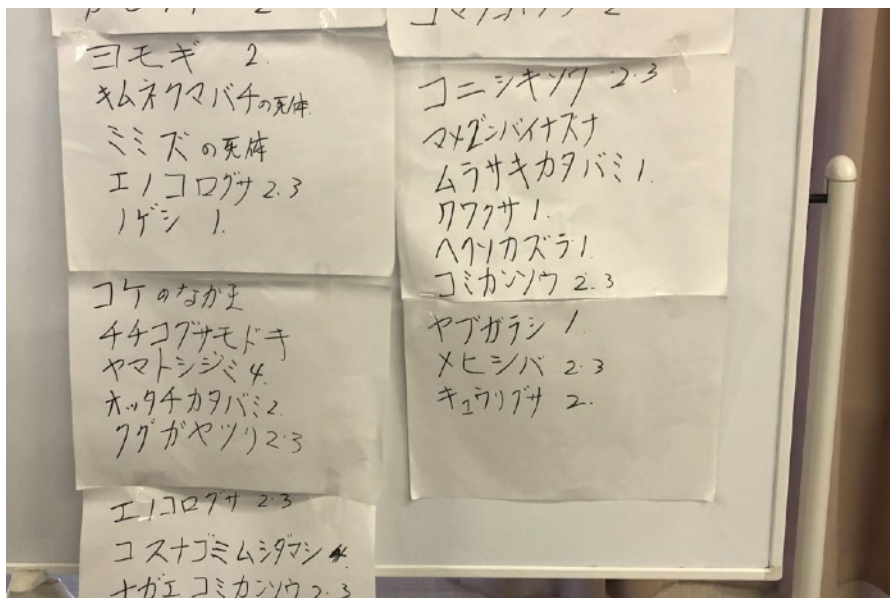 ヨモギ 2.
キムネクマバチの死体.
ミミズの死体
エノコログサ 2.3
ノゲシ 1.
コケのなかま
チチコグサモドキ
ヤマトシジミ 4.
オッタチカタバミ 2.
クグガヤツリ 2.3
エノコログサ 2.3
コスナゴミムシダマシ 4.
ナガエコミカンソウ 2.3
コニシキソウ 2.3
マメグンバイナズナ
ムラサキカタバミ 1.
クワクサ 1.
ヘクソカズラ 1.
コミカンソウ 2.3
ヤブガラシ 1.
メヒシバ 2.3
キュウリグサ 2.